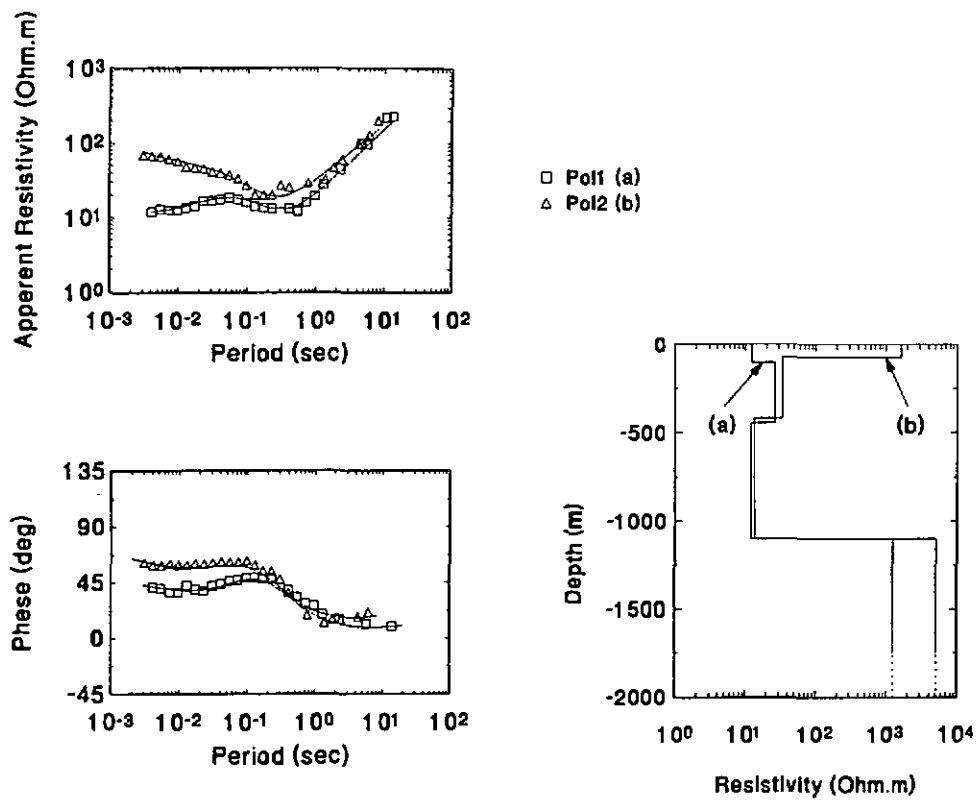 Apperent Resistivity (Ohm.m)
10³
10²
10¹
10⁰
10⁻³ 10⁻² 10⁻¹ 10⁰ 10¹ 10²
Period (sec)
Pol1 (a)
Pol2 (b)
Phese (deg)
135
90
45
0
-45
10⁻³ 10⁻² 10⁻¹ 10⁰ 10¹ 10²
Period (sec)
Depth (m)
0
-500
-1000
-1500
-2000
(a)
(b)
10⁰ 10¹ 10² 10³ 10⁴
Resistivity (Ohm.m)